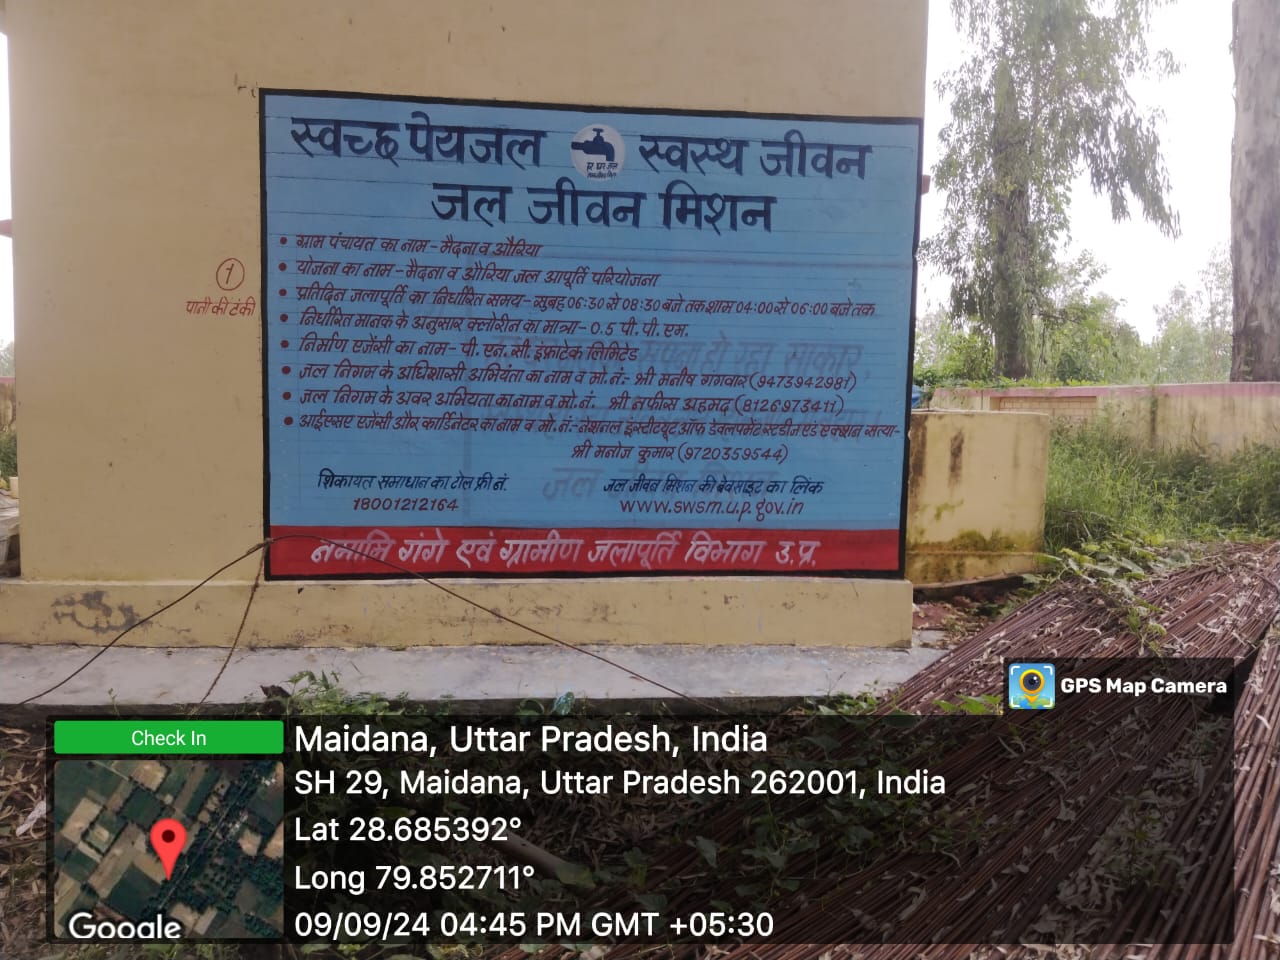 स्वच्छ पेयजल स्वस्थ जीवन
हर घर जल
जल जीवन मिशन
• ग्राम पंचायत का नाम - मैदना व औरिया
• योजना का नाम - मैदना व औरिया जल आपूर्ति परियोजना
• प्रतिदिन जलापूर्ति का निर्धारित समय - सुबह 06:30 से 08:30 बजे तक शाम 04:00 से 06:00 बजे तक
• निर्धारित मानक के अनुसार क्लोरीन का मात्रा - 0.5 पी. पी. एम.
• निर्माण एजेंसी का नाम - पी. एन. सी. इंफ्राटेक लिमिटेड
• जल निगम के अधिशासी अभियंता का नाम व मो.नं:- श्री मनीष गंगवार (9473942981)
• जल निगम के अवर अभियंता का नाम व मो. नं. श्री नफीस अहमद (8126973411)
• आईएसए एजेंसी और कार्डिनेटर का नाम व मो. नं.- नेशनल इंस्टीट्यूट ऑफ डेवलपमेंट स्टडीज एंड एक्शन सत्या-
श्री मनोज कुमार (9720359544)
शिकायत समाधान का टोल फ्री नं. जल जीवन मिशन की बेवसाइट का लिंक
18001212164 www.swsm.u.p.gov.in
नमामि गंगे एवं ग्रामीण जलापूर्ति विभाग उ.प्र.
1
पानी की टंकी
GPS Map Camera
Check In
Maidana, Uttar Pradesh, India
SH 29, Maidana, Uttar Pradesh 262001, India
Lat 28.685392°
Long 79.852711°
09/09/24 04:45 PM GMT +05:30
Google